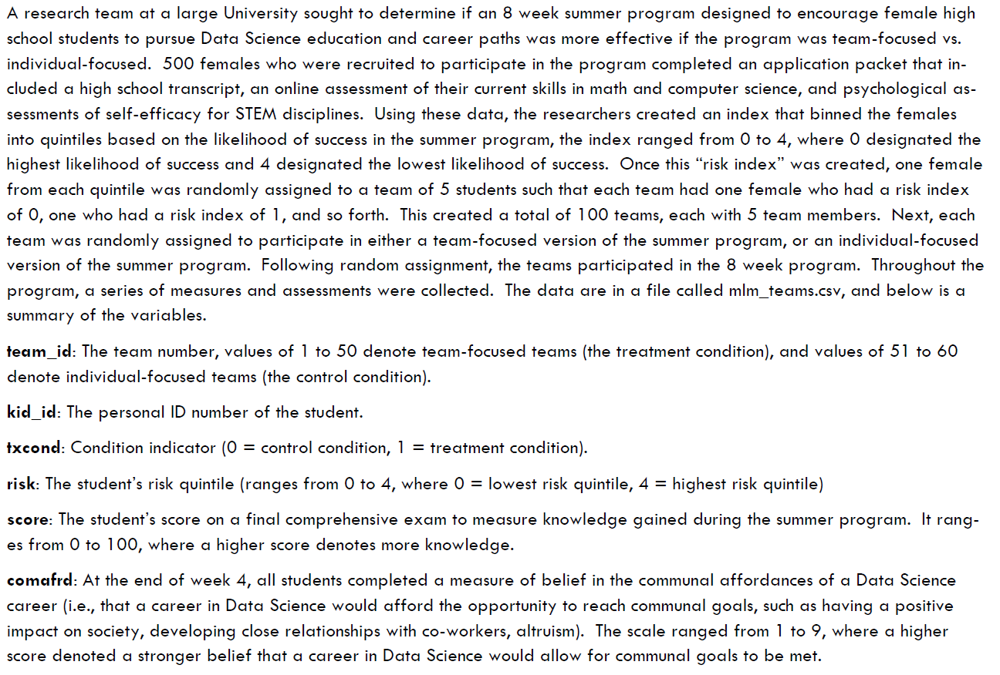 A research team at a large University sought to determine if an 8 week summer program designed to encourage female high
school students to pursue Data Science education and career paths was more effective if the program was team-focused vs.
individual-focused.  500 females who were recruited to participate in the program completed an application packet that in-
cluded a high school transcript, an online assessment of their current skills in math and computer science, and psychological as-
sessments of self-efficacy for STEM disciplines.  Using these data, the researchers created an index that binned the females
into quintiles based on the likelihood of success in the summer program, the index ranged from 0 to 4, where 0 designated the
highest likelihood of success and 4 designated the lowest likelihood of success.  Once this “risk index” was created, one female
from each quintile was randomly assigned to a team of 5 students such that each team had one female who had a risk index
of 0, one who had a risk index of 1, and so forth.  This created a total of 100 teams, each with 5 team members.  Next, each
team was randomly assigned to participate in either a team-focused version of the summer program, or an individual-focused
version of the summer program.  Following random assignment, the teams participated in the 8 week program.  Throughout the
program, a series of measures and assessments were collected.  The data are in a file called mlm_teams.csv, and below is a
summary of the variables.
team_id: The team number, values of 1 to 50 denote team-focused teams (the treatment condition), and values of 51 to 60
denote individual-focused teams (the control condition).
kid_id: The personal ID number of the student.
txcond: Condition indicator (0 = control condition, 1 = treatment condition).
risk: The student’s risk quintile (ranges from 0 to 4, where 0 = lowest risk quintile, 4 = highest risk quintile)
score: The student’s score on a final comprehensive exam to measure knowledge gained during the summer program.  It rang-
es from 0 to 100, where a higher score denotes more knowledge.
comafrd: At the end of week 4, all students completed a measure of belief in the communal affordances of a Data Science
career (i.e., that a career in Data Science would afford the opportunity to reach communal goals, such as having a positive
impact on society, developing close relationships with co-workers, altruism).  The scale ranged from 1 to 9, where a higher
score denoted a stronger belief that a career in Data Science would allow for communal goals to be met.